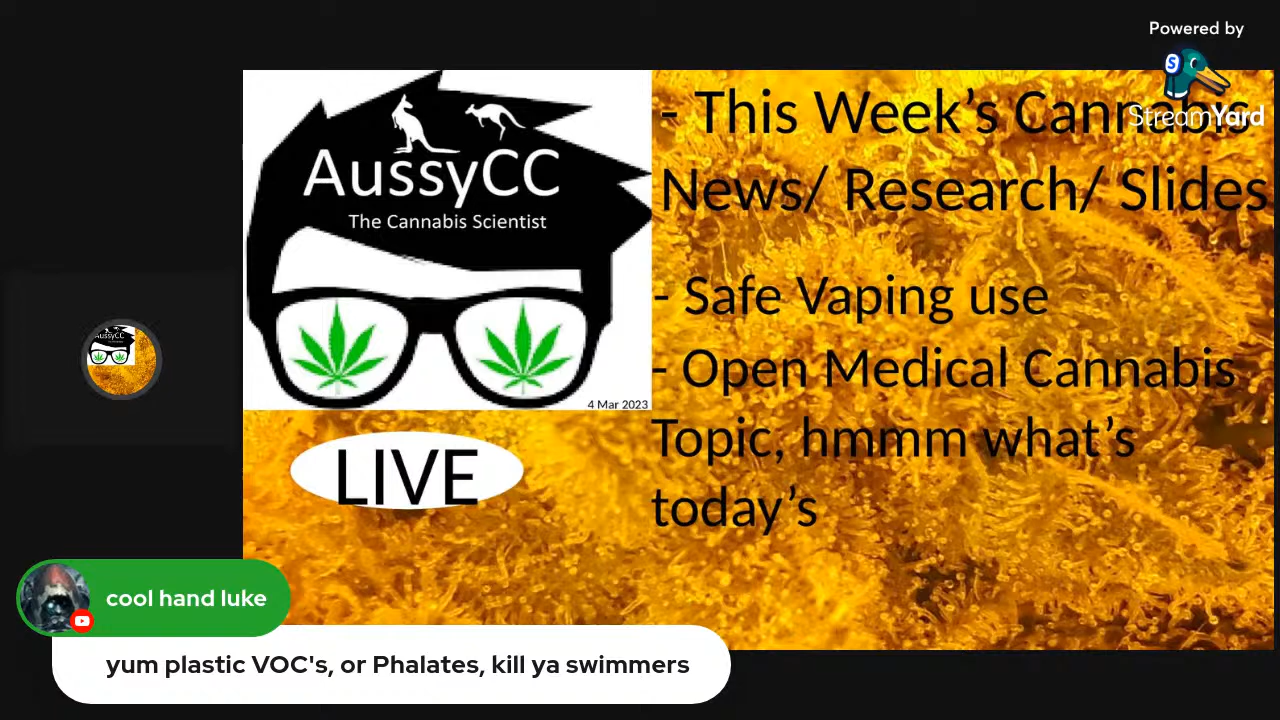 Powered by
StreamYard
- This Week's Cannabis
News/ Research/ Slides
AussyCC
The Cannabis Scientist
- Safe Vaping use
- Open Medical Cannabis
Topic, hmmm what's
today's
4 Mar 2023
LIVE
cool hand luke
yum plastic VOC's, or Phalates, kill ya swimmers